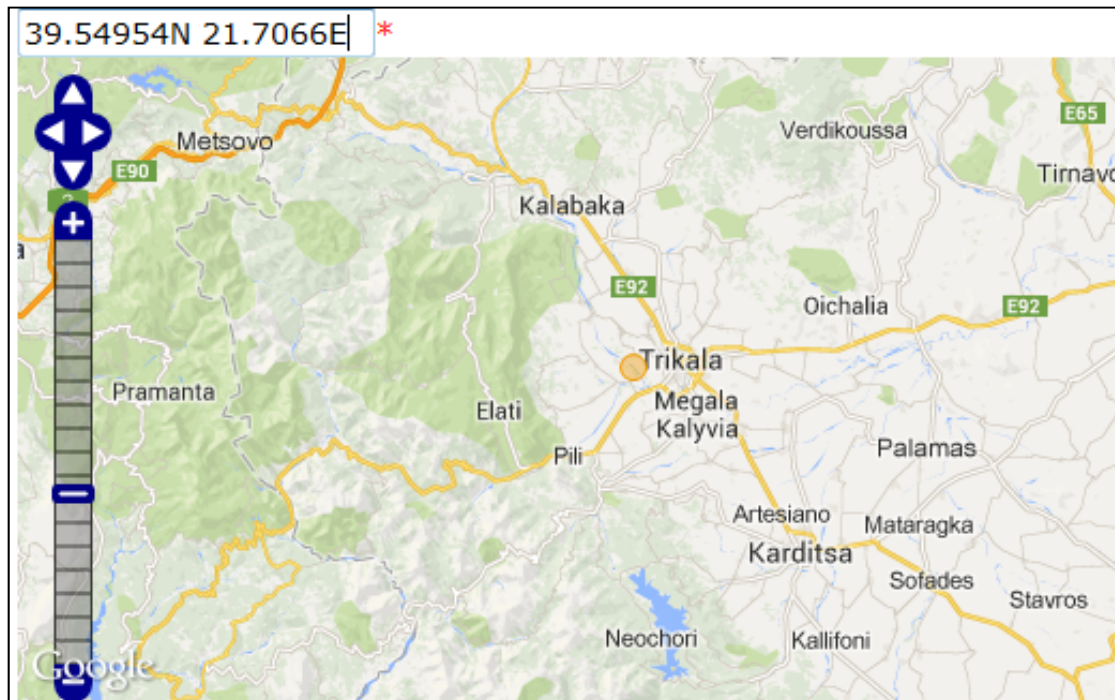 39.54954N 21.7066E *
Metsovo
Verdikoussa
E65
E90
Tirnavo
Kalabaka
E92
Oichalia
E92
Trikala
Pramanta
Elati
Megala
Kalyvia
Pili
Palamas
Artesiano
Mataragka
Karditsa
Sofades
Stavros
Neochori
Kallifoni
Google